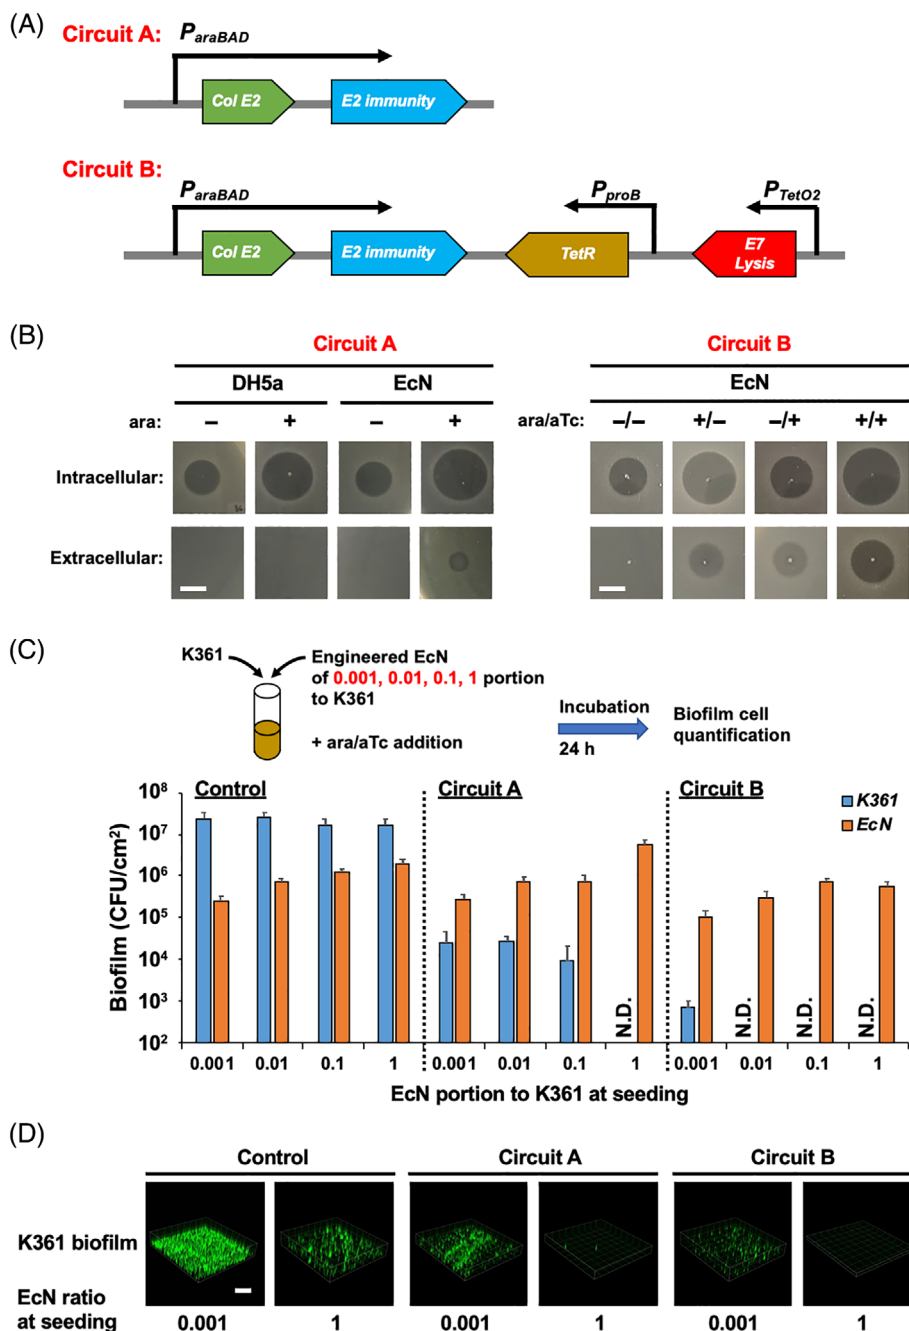 (A)
Circuit A:
ParaBAD
Col E2
E2 immunity
Circuit B:
ParaBAD
PproB
PTetO2
Col E2
E2 immunity
TetR
E7
Lysis
(B)
Circuit A
Circuit B
DH5a
EcN
EcN
ara:
–
+
–
+
ara/aTc:
–/–
+/–
–/+
+/+
Intracellular:
Extracellular:
(C)
K361
Engineered EcN
of 0.001, 0.01, 0.1, 1 portion
to K361
+ ara/aTc addition
Incubation
24 h
Biofilm cell
quantification
Control
Circuit A
Circuit B
K361
EcN
Biofilm (CFU/cm²)
10⁸
10⁷
10⁶
10⁵
10⁴
10³
10²
N.D.
N.D.
N.D.
N.D.
0.001
0.01
0.1
1
0.001
0.01
0.1
1
0.001
0.01
0.1
1
EcN portion to K361 at seeding
(D)
Control
Circuit A
Circuit B
K361 biofilm
EcN ratio
at seeding
0.001
1
0.001
1
0.001
1